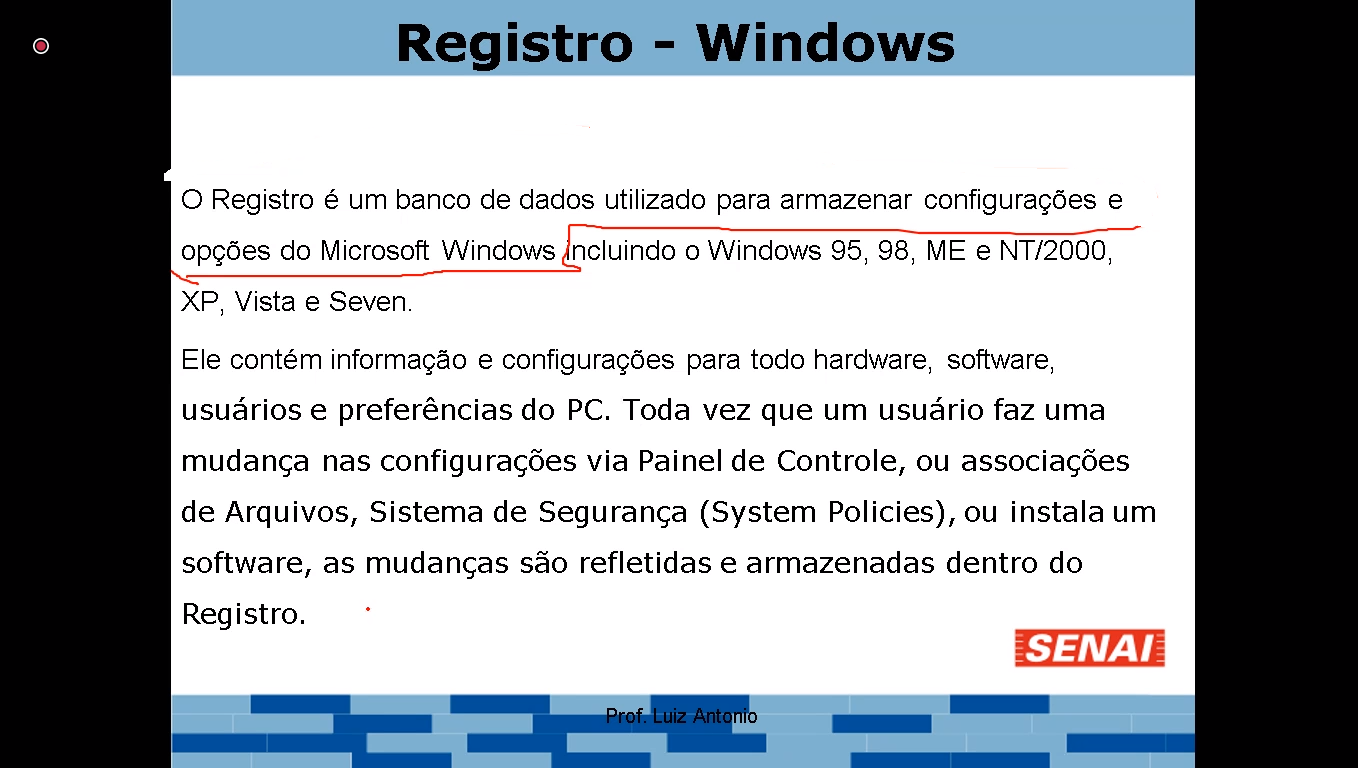 Registro - Windows
O Registro é um banco de dados utilizado para armazenar configurações e
opções do Microsoft Windows incluindo o Windows 95, 98, ME e NT/2000,
XP, Vista e Seven.
Ele contém informação e configurações para todo hardware, software,
usuários e preferências do PC. Toda vez que um usuário faz uma
mudança nas configurações via Painel de Controle, ou associações
de Arquivos, Sistema de Segurança (System Policies), ou instala um
software, as mudanças são refletidas e armazenadas dentro do
Registro.
SENAI
Prof. Luiz Antonio